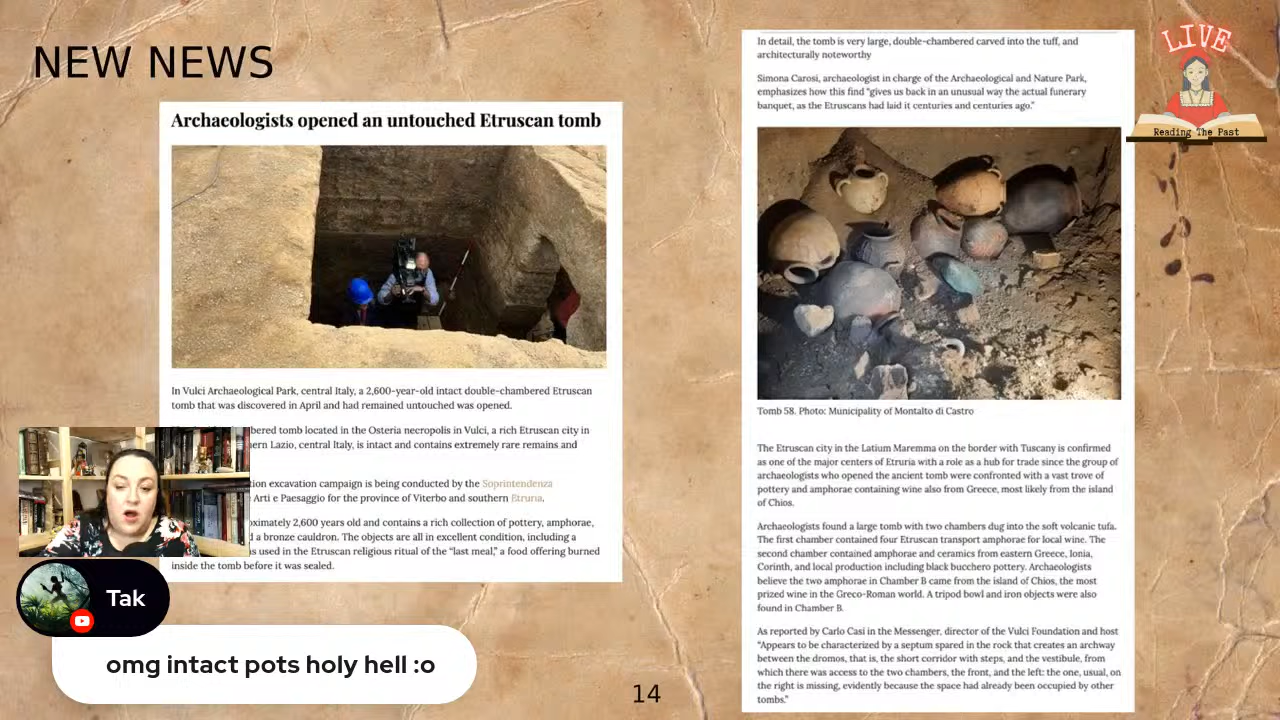 NEW NEWS
Archaeologists opened an untouched Etruscan tomb
In Vulci Archaeological Park, central Italy, a 2,600-year-old intact double-chambered Etruscan
tomb that was discovered in April and had remained untouched was opened.
bered tomb located in the Osteria necropolis in Vulci, a rich Etruscan city in
ern Lazio, central Italy, is intact and contains extremely rare remains and
ion excavation campaign is being conducted by the Soprintendenza
Arti e Paesaggio for the province of Viterbo and southern Etruria.
oximately 2,600 years old and contains a rich collection of pottery, amphorae,
d a bronze cauldron. The objects are all in excellent condition, including a
s used in the Etruscan religious ritual of the “last meal,” a food offering burned
inside the tomb before it was sealed.
Tak
omg intact pots holy hell :o
In detail, the tomb is very large, double-chambered carved into the tuff, and
architecturally noteworthy
Simona Carosi, archaeologist in charge of the Archaeological and Nature Park,
emphasizes how this find “gives us back in an unusual way the actual funerary
banquet, as the Etruscans had laid it centuries and centuries ago.”
Tomb 58. Photo: Municipality of Montalto di Castro
The Etruscan city in the Latium Maremma on the border with Tuscany is confirmed
as one of the major centers of Etruria with a role as a hub for trade since the group of
archaeologists who opened the ancient tomb were confronted with a vast trove of
pottery and amphorae containing wine also from Greece, most likely from the island
of Chios.
Archaeologists found a large tomb with two chambers dug into the soft volcanic tufa.
The first chamber contained four Etruscan transport amphorae for local wine. The
second chamber contained amphorae and ceramics from eastern Greece, Ionia,
Corinth, and local production including black bucchero pottery. Archaeologists
believe the two amphorae in Chamber B came from the island of Chios, the most
prized wine in the Greco-Roman world. A tripod bowl and iron objects were also
found in Chamber B.
As reported by Carlo Casi in the Messenger, director of the Vulci Foundation and host
“Appears to be characterized by a septum spared in the rock that creates an archway
between the dromos, that is, the short corridor with steps, and the vestibule, from
which there was access to the two chambers, the front, and the left: the one, usual, on
the right is missing, evidently because the space had already been occupied by other
tombs.”
14
LIVE
Reading The Past